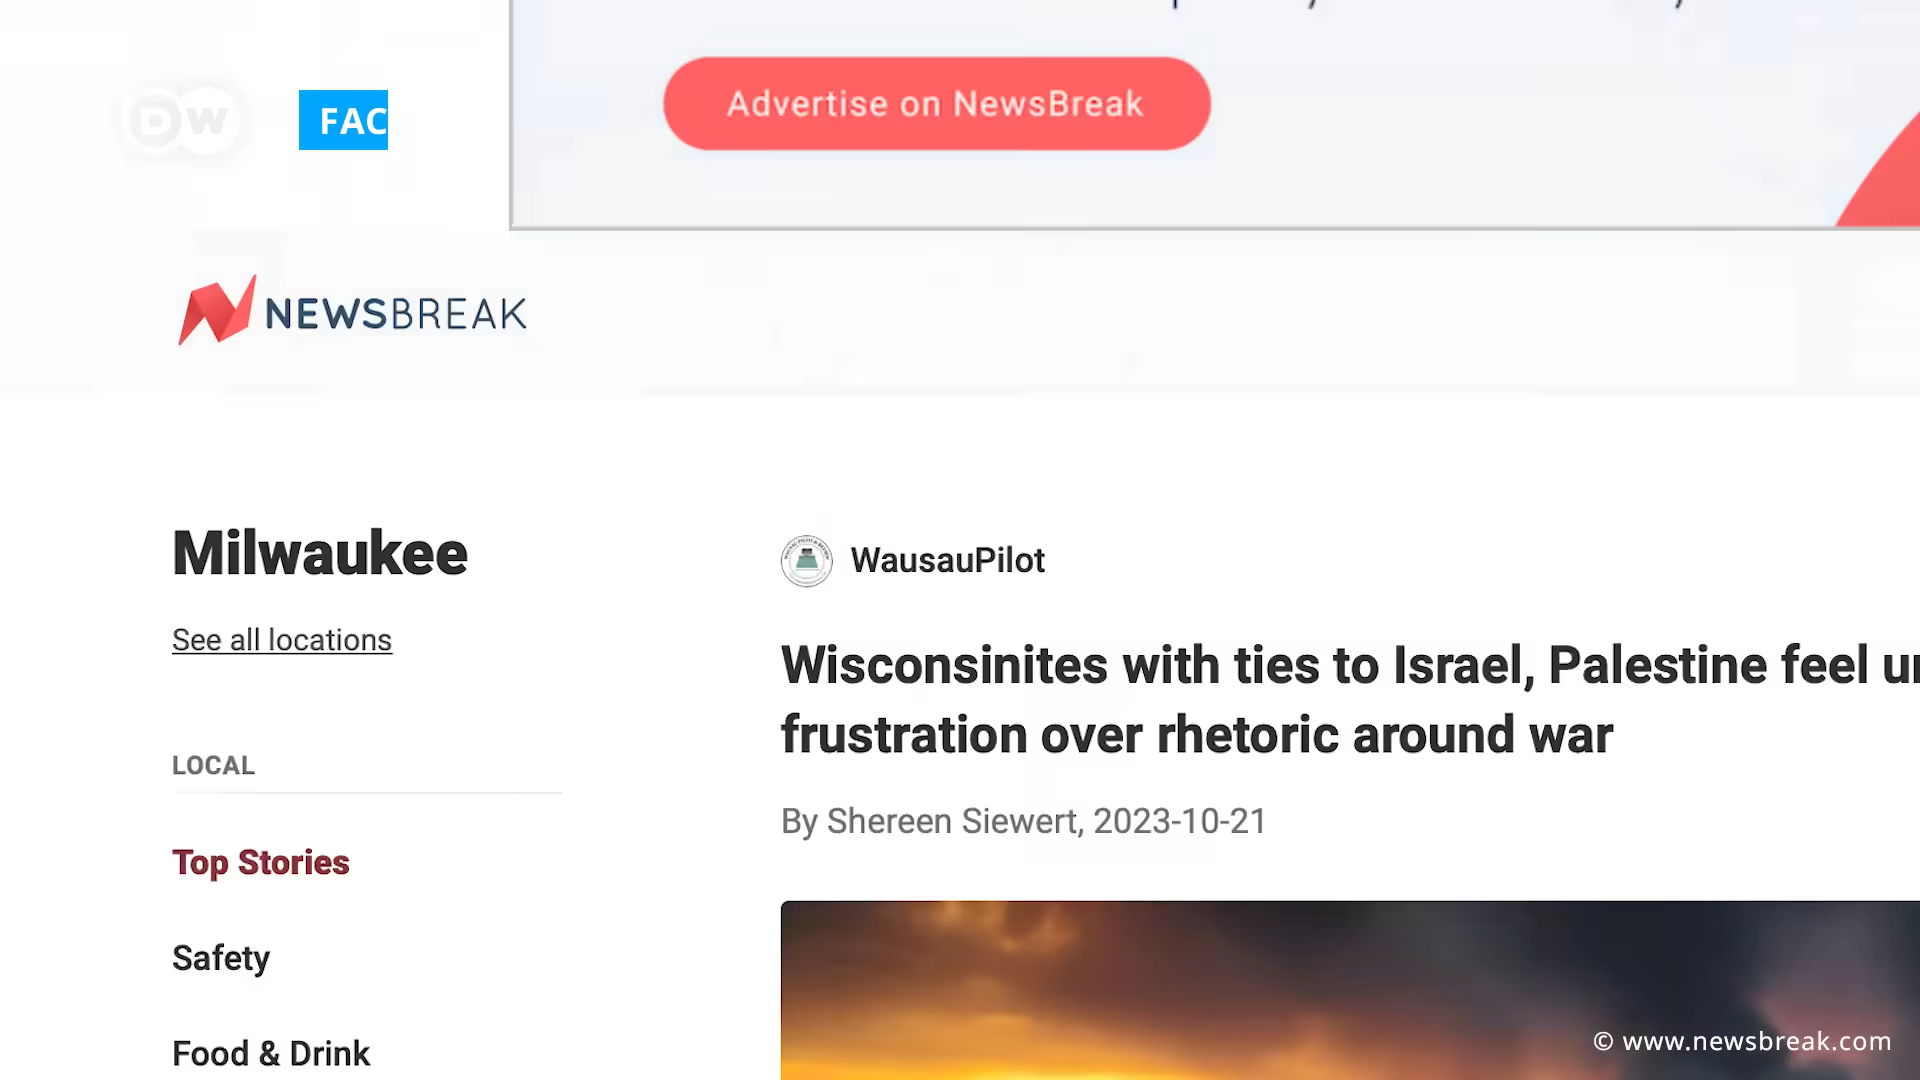 Advertise on NewsBreak
DW
FAC
NEWSBREAK
Milwaukee
See all locations
LOCAL
Top Stories
Safety
Food & Drink
WausauPilot
Wisconsinites with ties to Israel, Palestine feel
frustration over rhetoric around war
By Shereen Siewert, 2023-10-21
© www.newsbreak.com